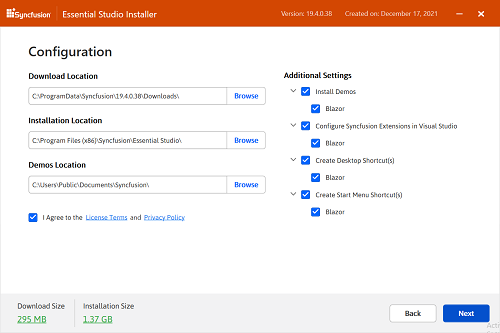 Syncfusion Essential Studio Installer Version: 19.4.0.38 Created on: December 17, 2021
Configuration
Download Location
C:\ProgramData\Syncfusion\19.4.0.38\Downloads\ Browse
Installation Location
C:\Program Files (x86)\Syncfusion\Essential Studio\ Browse
Demos Location
C:\Users\Public\Documents\Syncfusion\ Browse
I Agree to the License Terms and Privacy Policy
Additional Settings
Install Demos
Blazor
Configure Syncfusion Extensions in Visual Studio
Blazor
Create Desktop Shortcut(s)
Blazor
Create Start Menu Shortcut(s)
Blazor
Download Size Installation Size
295 MB 1.37 GB
Back Next